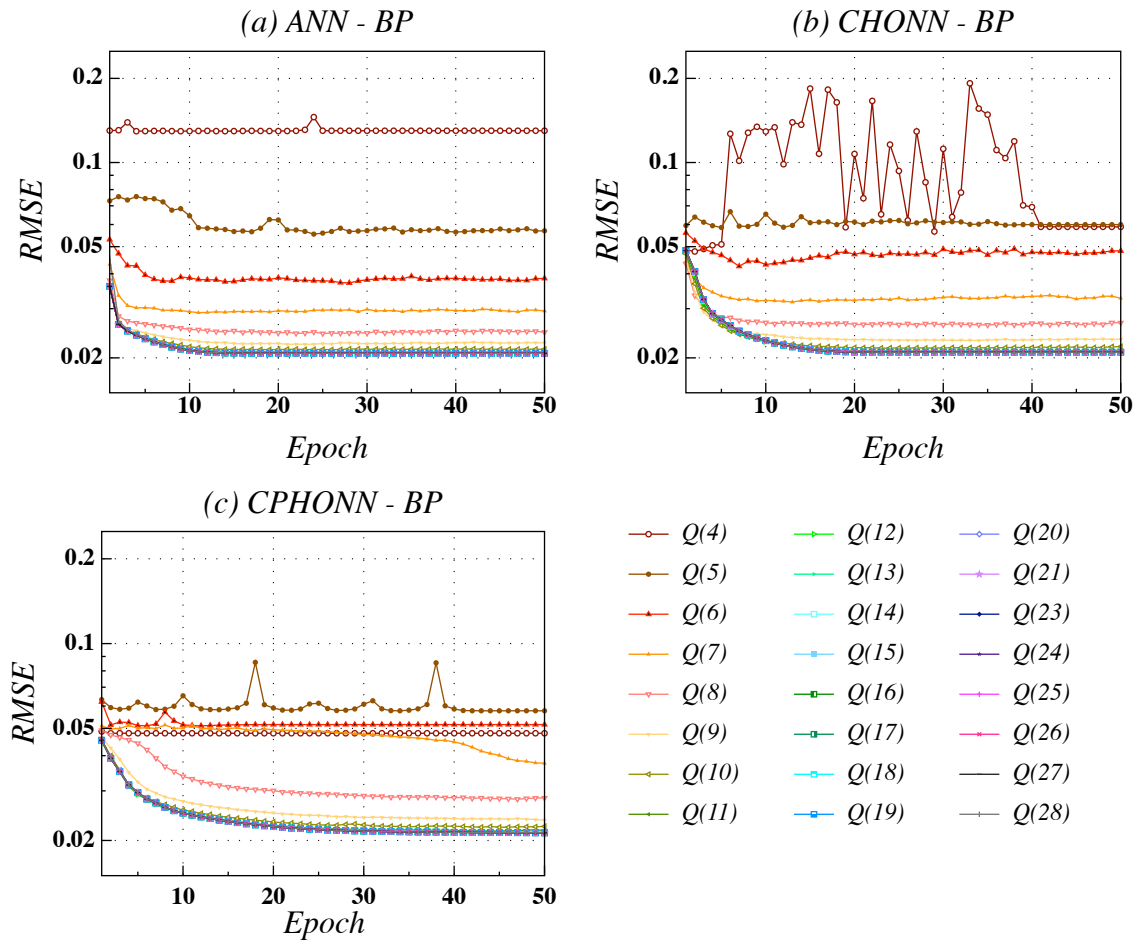 (a) ANN - BP
RMSE
0.2
0.1
0.05
0.02
10
20
30
40
50
Epoch
(b) CHONN - BP
RMSE
0.2
0.1
0.05
0.02
10
20
30
40
50
Epoch
(c) CPHONN - BP
RMSE
0.2
0.1
0.05
0.02
10
20
30
40
50
Epoch
Q(4)
Q(5)
Q(6)
Q(7)
Q(8)
Q(9)
Q(10)
Q(11)
Q(12)
Q(13)
Q(14)
Q(15)
Q(16)
Q(17)
Q(18)
Q(19)
Q(20)
Q(21)
Q(23)
Q(24)
Q(25)
Q(26)
Q(27)
Q(28)